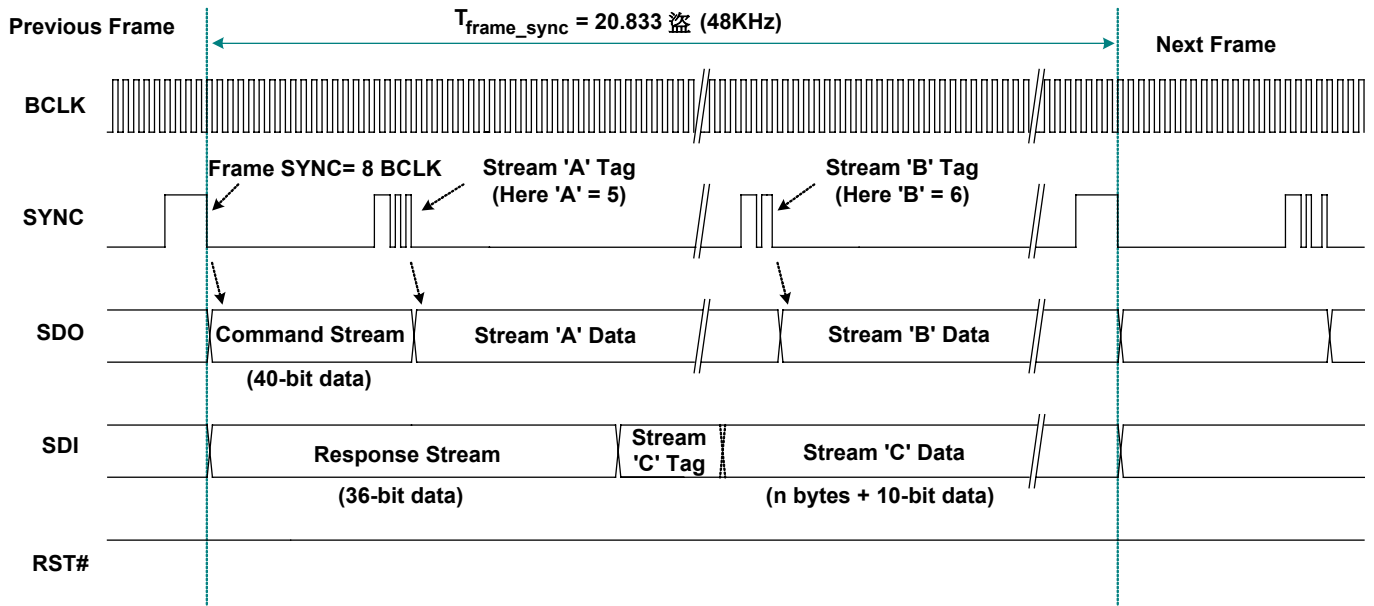 Previous Frame
T_frame_sync = 20.833 盜 (48KHz)
Next Frame
BCLK
Frame SYNC= 8 BCLK
Stream 'A' Tag
(Here 'A' = 5)
Stream 'B' Tag
(Here 'B' = 6)
SYNC
SDO
Command Stream
Stream 'A' Data
Stream 'B' Data
(40-bit data)
SDI
Response Stream
Stream
'C' Tag
Stream 'C' Data
(36-bit data)
(n bytes + 10-bit data)
RST#